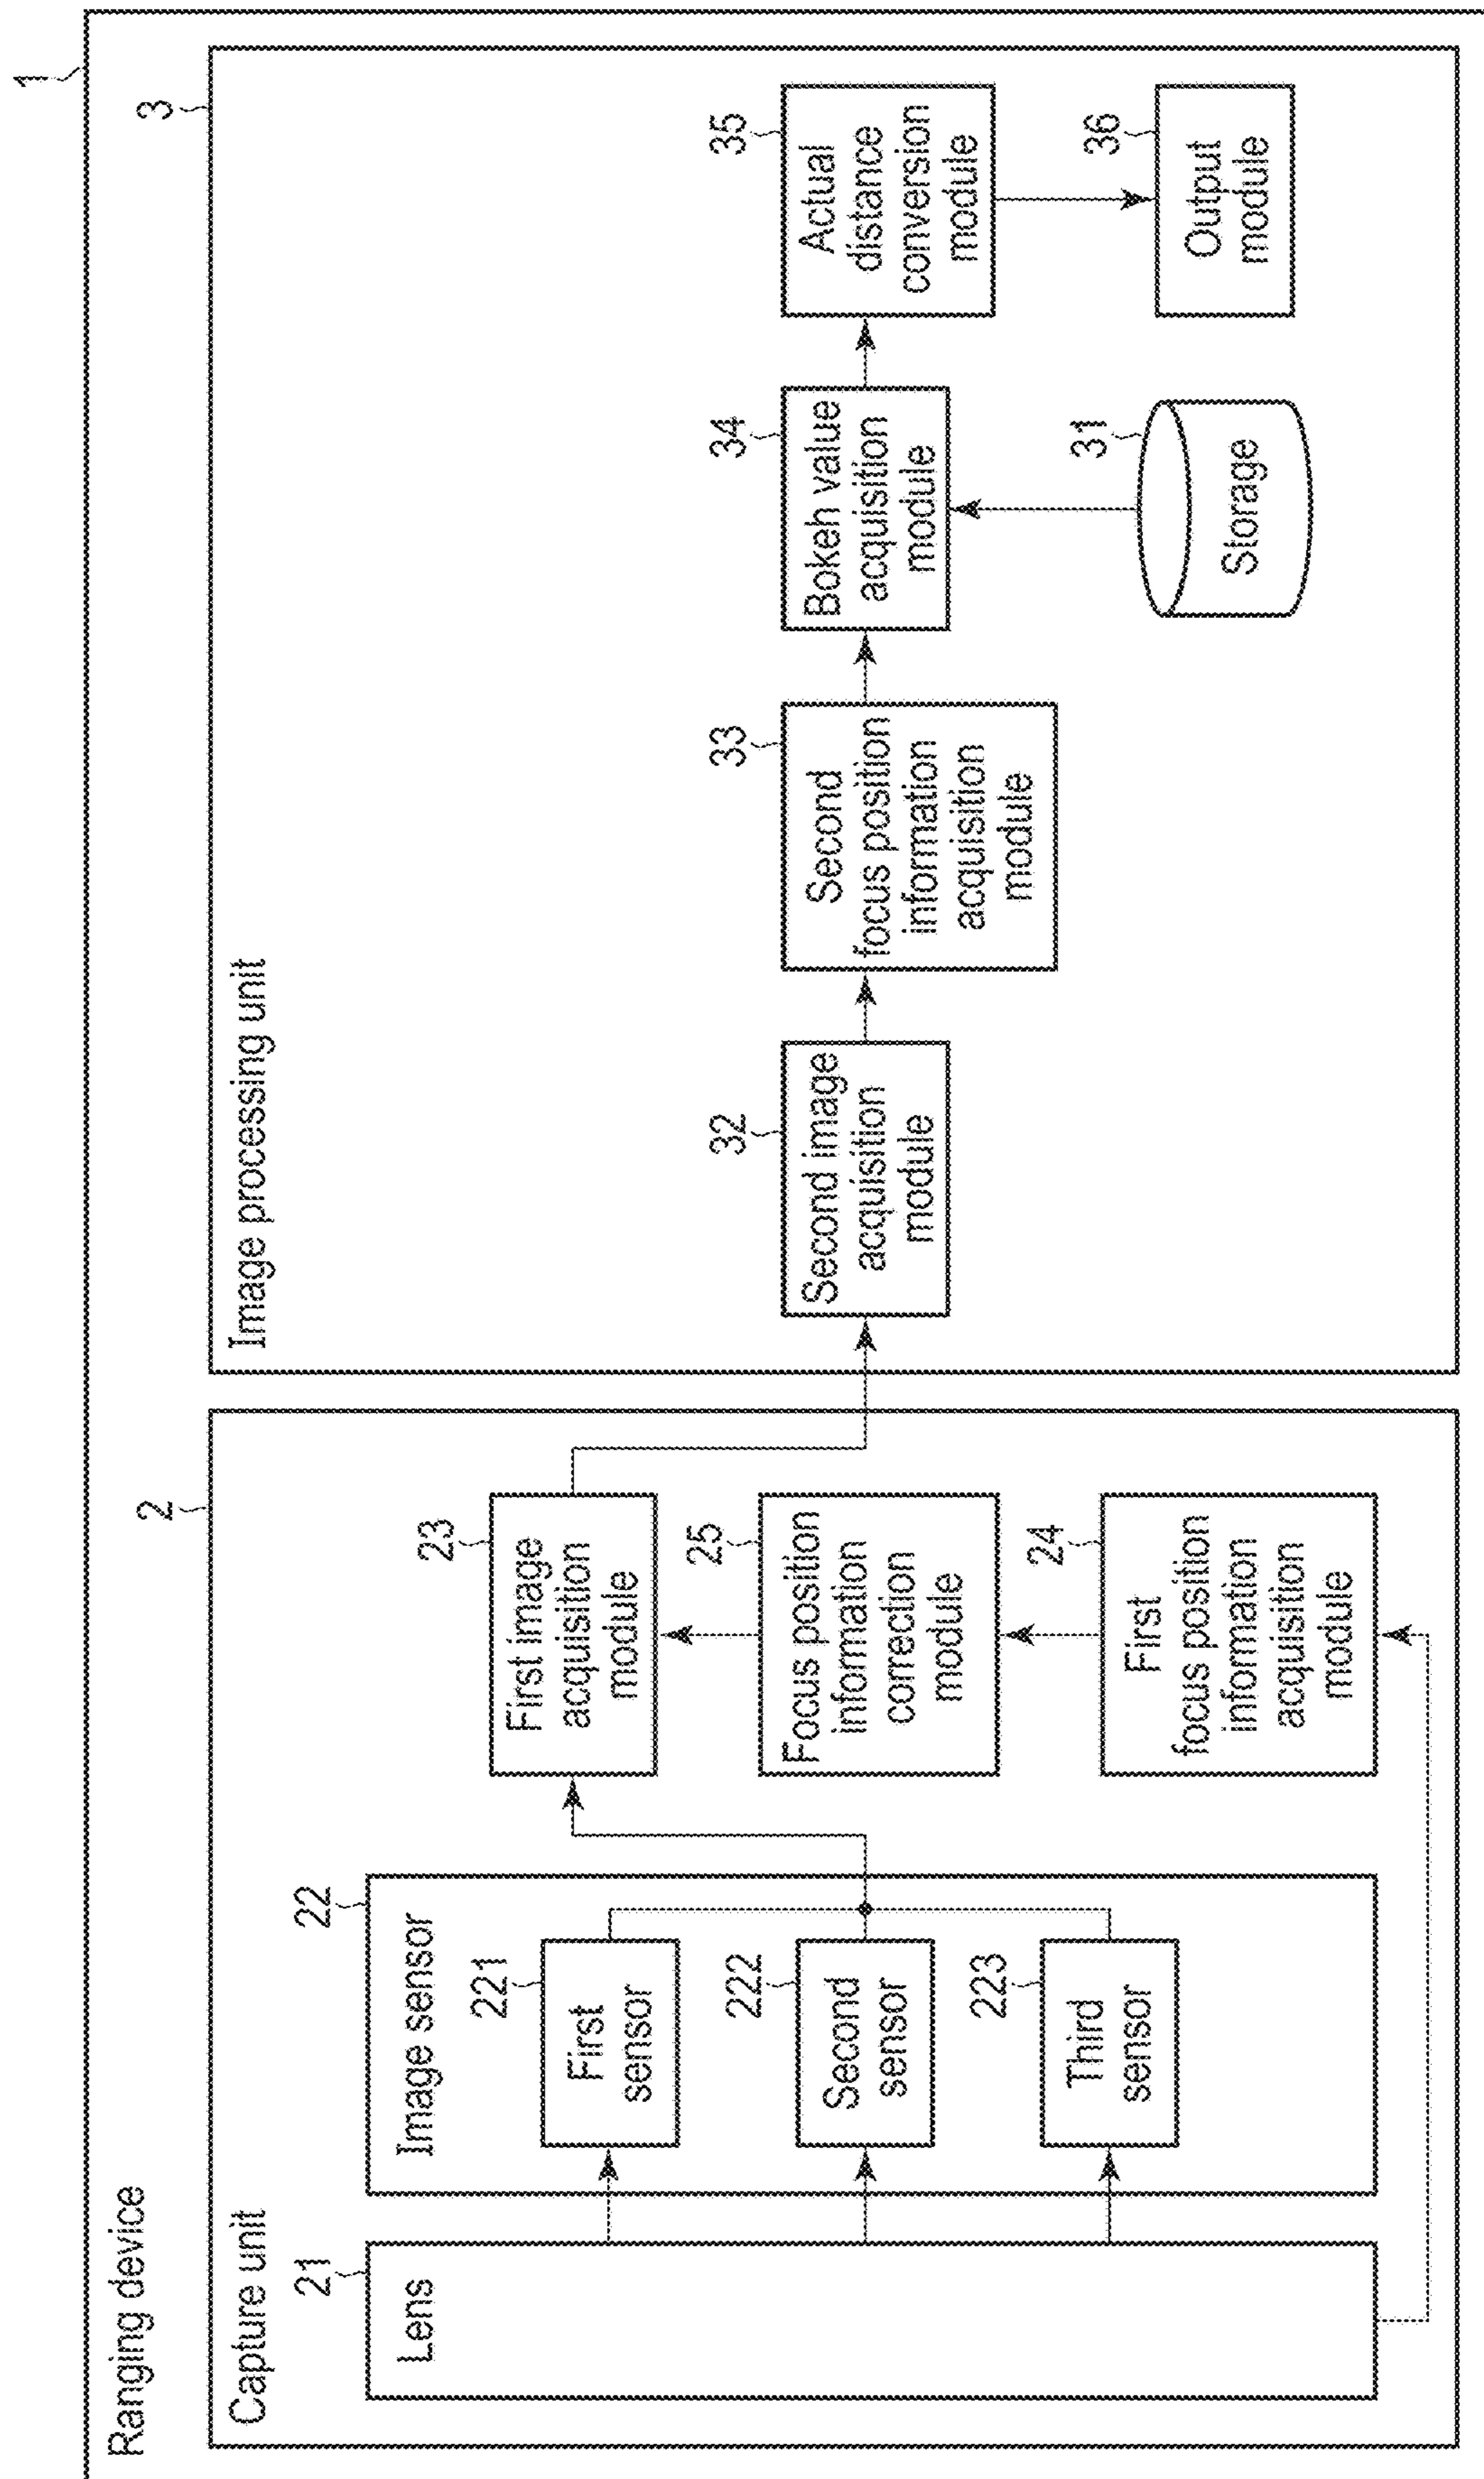 1
Ranging device
2
Capture unit
21
Lens
22
Image sensor
221
First
sensor
222
Second
sensor
223
Third
sensor
23
First image
acquisition
module
25
Focus position
information
correction
module
24
First
focus position
information
acquisition
module
3
Image processing unit
32
Second image
acquisition
module
33
Second
focus position
information
acquisition
module
34
Bokeh value
acquisition
module
31
Storage
35
Actual
distance
conversion
module
36
Output
module